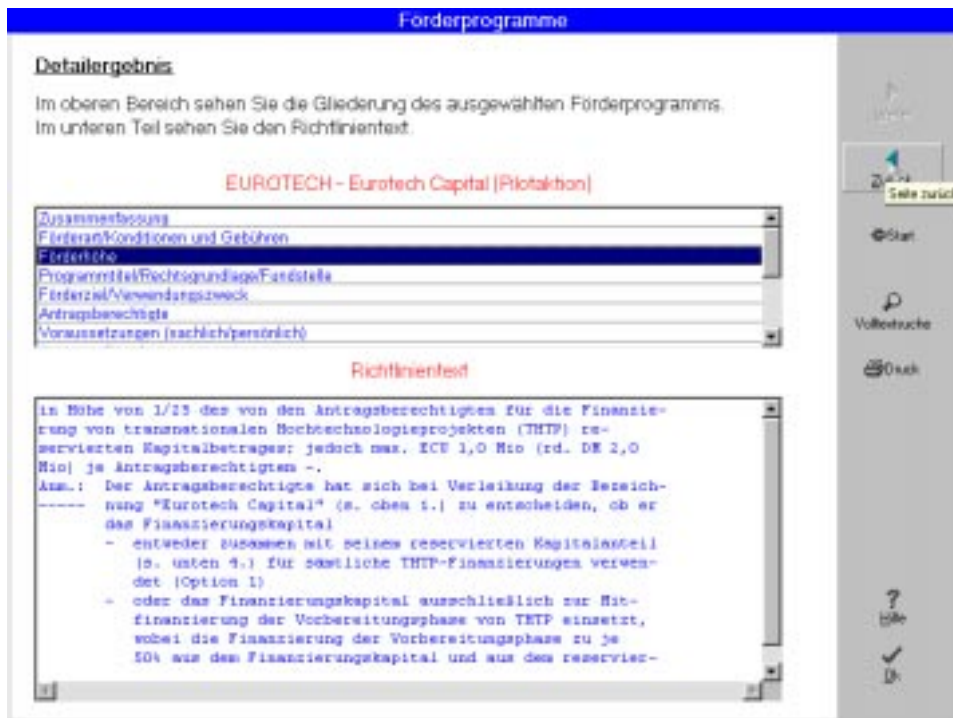 Förderprogramme
Detailergebnis
Im oberen Bereich sehen Sie die Gliederung des ausgewählten Förderprogramms.
Im unteren Teil sehen Sie den Richtlinientext.
EUROTECH - Eurotech Capital (Pilotaktion)
Zusammenfassung
Förderart/Konditionen und Gebühren
Förderhöhe
Programmtitel/Rechtsgrundlage/Fundstelle
Förderziel/Verwendungszweck
Antragsberechtigte
Voraussetzungen (sachlich/persönlich)
Richtlinientext
in Höhe von 1/25 des von den Antragsberechtigten für die Finanzie-
rung von transnationalen Hochtechnologieprojekten (THTP) re-
servierten Kapitalbetrages; jedoch max. ECU 1,0 Mio (rd. DM 2,0
Mio) je Antragsberechtigtem -.
Anm.: Der Antragsberechtigte hat sich bei Verleihung der Bezeich-
----- nung "Eurotech Capital" (s. oben 1.) zu entscheiden, ob er
das Finanzierungskapital
- entweder zusammen mit seinem reservierten Kapitalanteil
(s. unten 4.) für sämtliche THTP-Finanzierungen verwen-
det (Option 1)
- oder das Finanzierungskapital ausschließlich zur Mit-
finanzierung der Vorbereitungsphase von THTP einsetzt,
wobei die Finanzierung der Vorbereitungsphase zu je
50% aus dem Finanzierungskapital und aus dem reservier-
Zurück
Seite zurück
Start
Volltextsuche
Druck
?
Hilfe
Ok